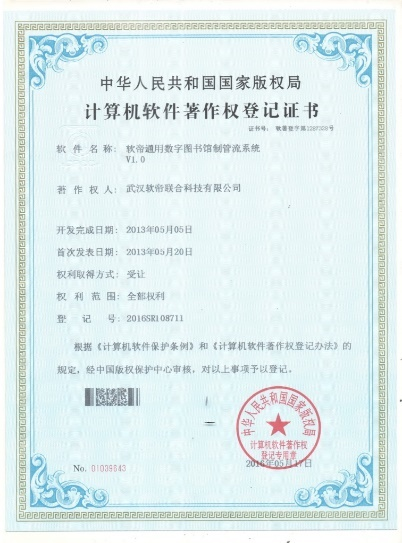 中华人民共和国国家版权局
计算机软件著作权登记证书
证书号： 软著登字第1287328号
软件名称： 软帝通用数字图书馆制管流系统
V1.0
著作权人： 武汉软帝联合科技有限公司
开发完成日期： 2013年05月05日
首次发表日期： 2013年05月20日
权利取得方式： 受让
权利范围： 全部权利
登记号： 2016SR108711
根据《计算机软件保护条例》和《计算机软件著作权登记办法》的
规定，经中国版权保护中心审核，对以上事项予以登记。
中华人民共和国国家版权局
计算机软件著作权
登记专用章
2016年05月17日
No. 01039643